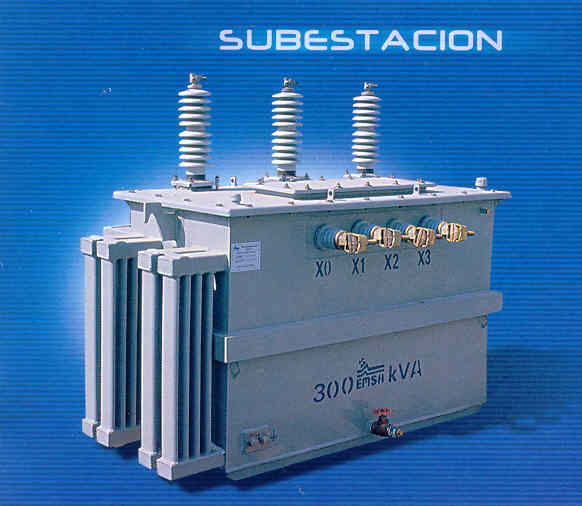 SUBESTACION
X0 X1 X2 X3
300 EMSA kVA